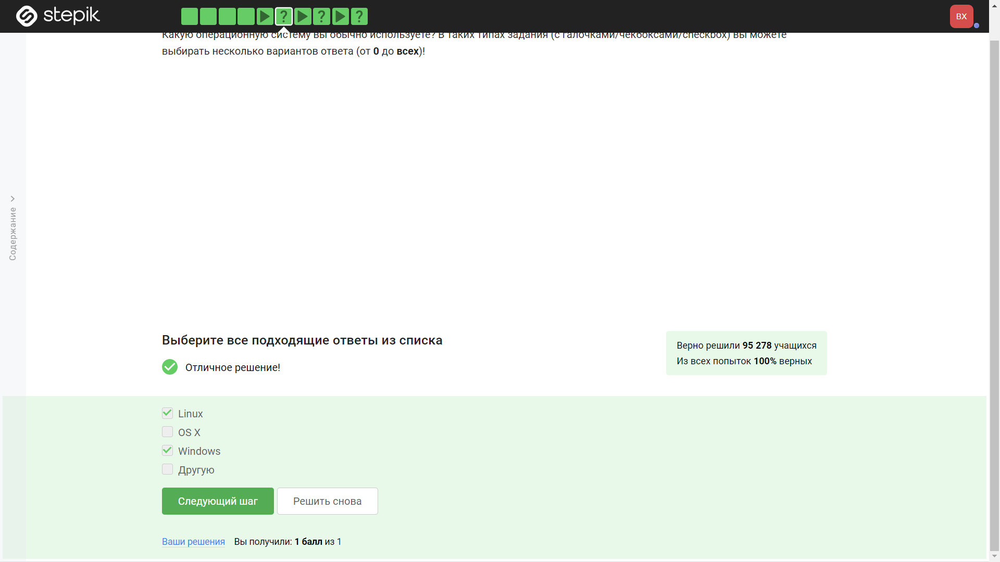 stepik
? ? ?
ВХ
Какую операционную систему вы обычно используете? В таких типах задания (с галочками/чекбоксами/checkbox) вы можете
выбирать несколько вариантов ответа (от 0 до всех)!
Содержание
Выберите все подходящие ответы из списка
Отличное решение!
Верно решили 95 278 учащихся
Из всех попыток 100% верных
Linux
OS X
Windows
Другую
Следующий шаг
Решить снова
Ваши решения Вы получили: 1 балл из 1